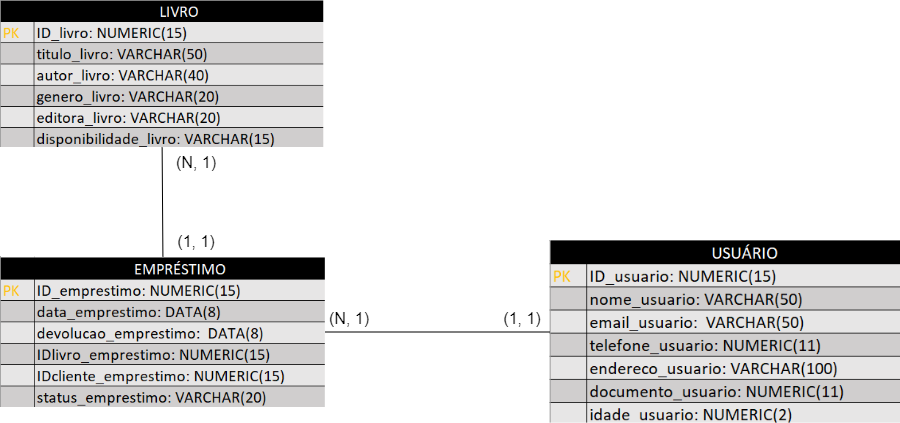 LIVRO
PK ID_livro: NUMERIC(15)
titulo_livro: VARCHAR(50)
autor_livro: VARCHAR(40)
genero_livro: VARCHAR(20)
editora_livro: VARCHAR(20)
disponibilidade_livro: VARCHAR(15)
(N, 1)
(1, 1)
EMPRÉSTIMO
PK ID_emprestimo: NUMERIC(15)
data_emprestimo: DATA(8)
devolucao_emprestimo: DATA(8)
IDlivro_emprestimo: NUMERIC(15)
IDcliente_emprestimo: NUMERIC(15)
status_emprestimo: VARCHAR(20)
(N, 1)
(1, 1)
USUÁRIO
PK ID_usuario: NUMERIC(15)
nome_usuario: VARCHAR(50)
email_usuario: VARCHAR(50)
telefone_usuario: NUMERIC(11)
endereco_usuario: VARCHAR(100)
documento_usuario: NUMERIC(11)
idade_usuario: NUMERIC(2)